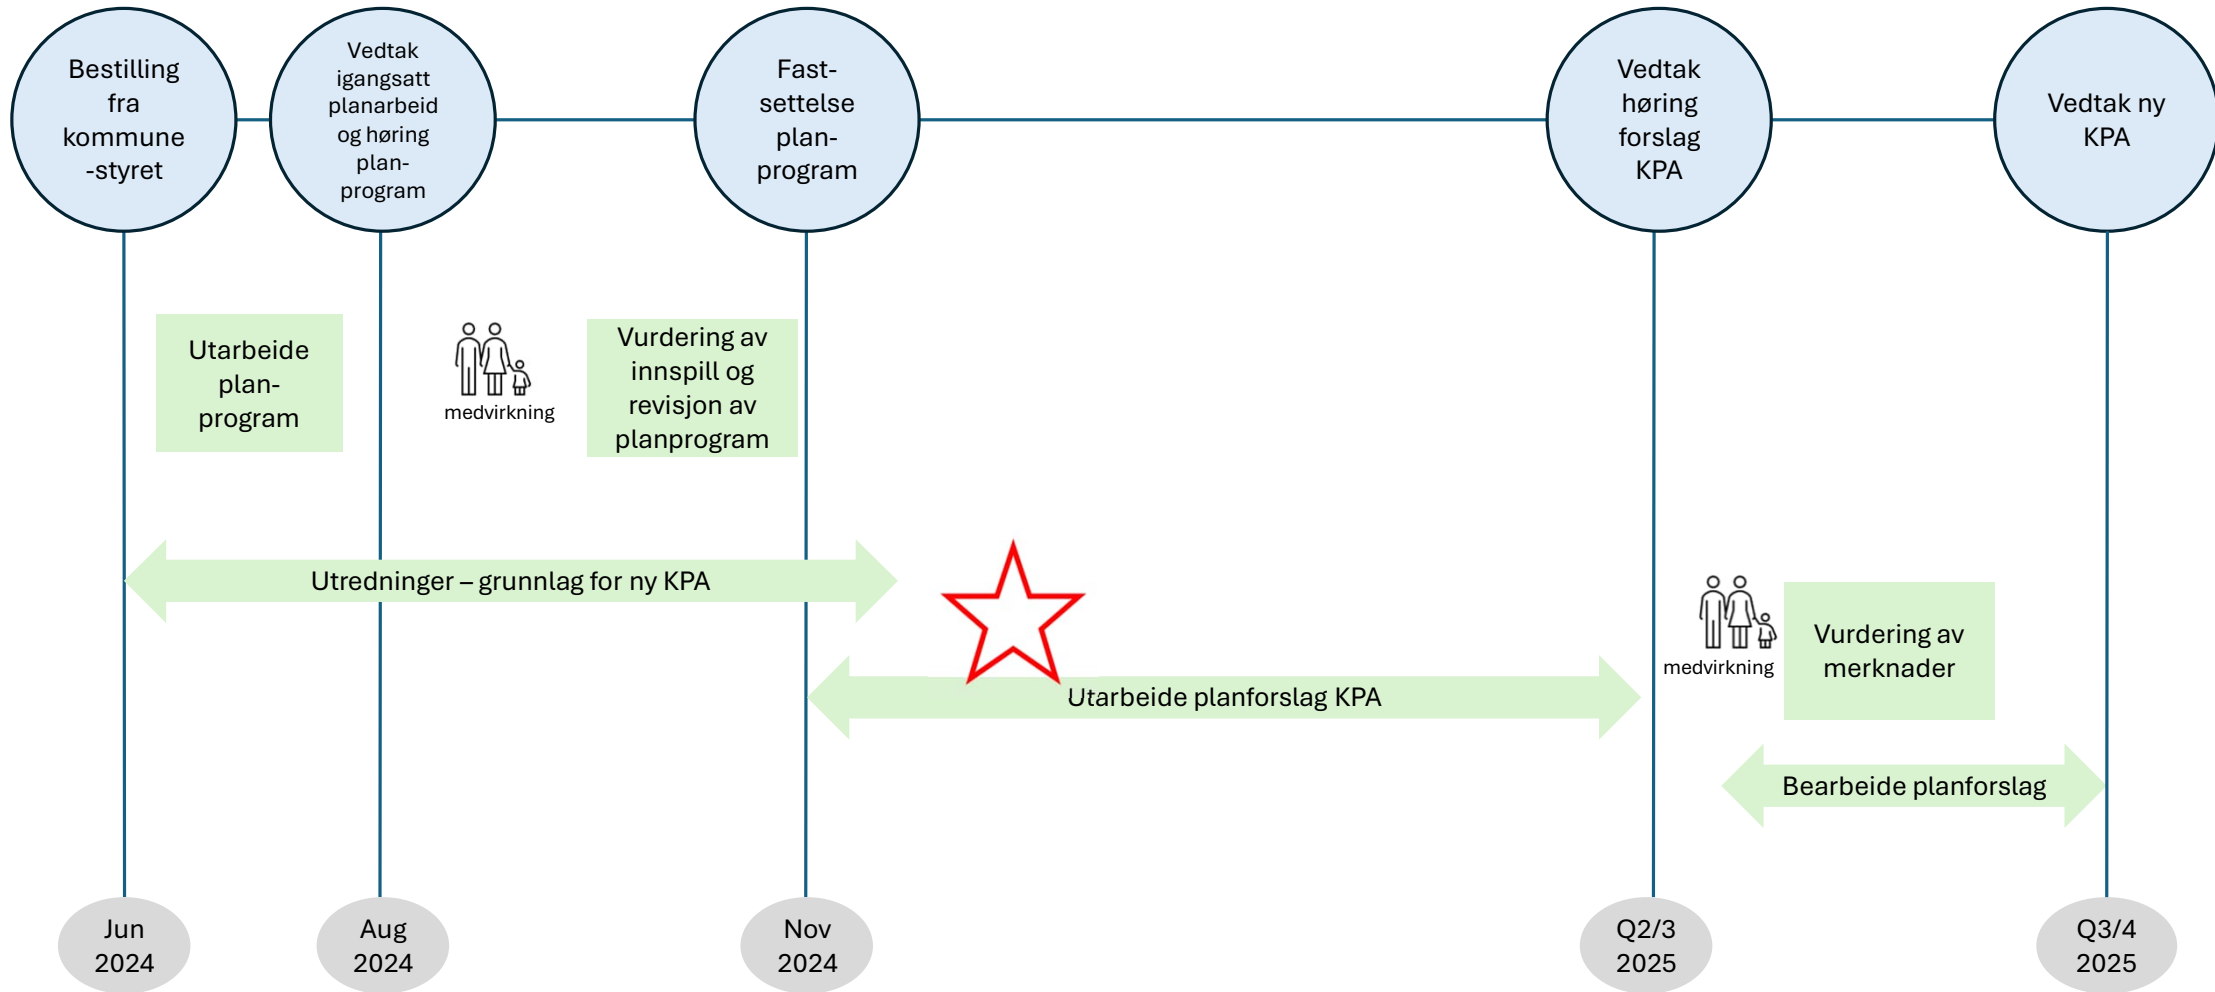 Bestilling
fra
kommune
-styret
Vedtak
igangsatt
planarbeid
og høring
plan-
program
Fast-
settelse
plan-
program
Vedtak
høring
forslag
KPA
Vedtak ny
KPA
Utarbeide
plan-
program
medvirkning
Vurdering av
innspill og
revisjon av
planprogram
Utredninger – grunnlag for ny KPA
Utarbeide planforslag KPA
medvirkning
Vurdering av
merknader
Bearbeide planforslag
Jun
2024
Aug
2024
Nov
2024
Q2/3
2025
Q3/4
2025